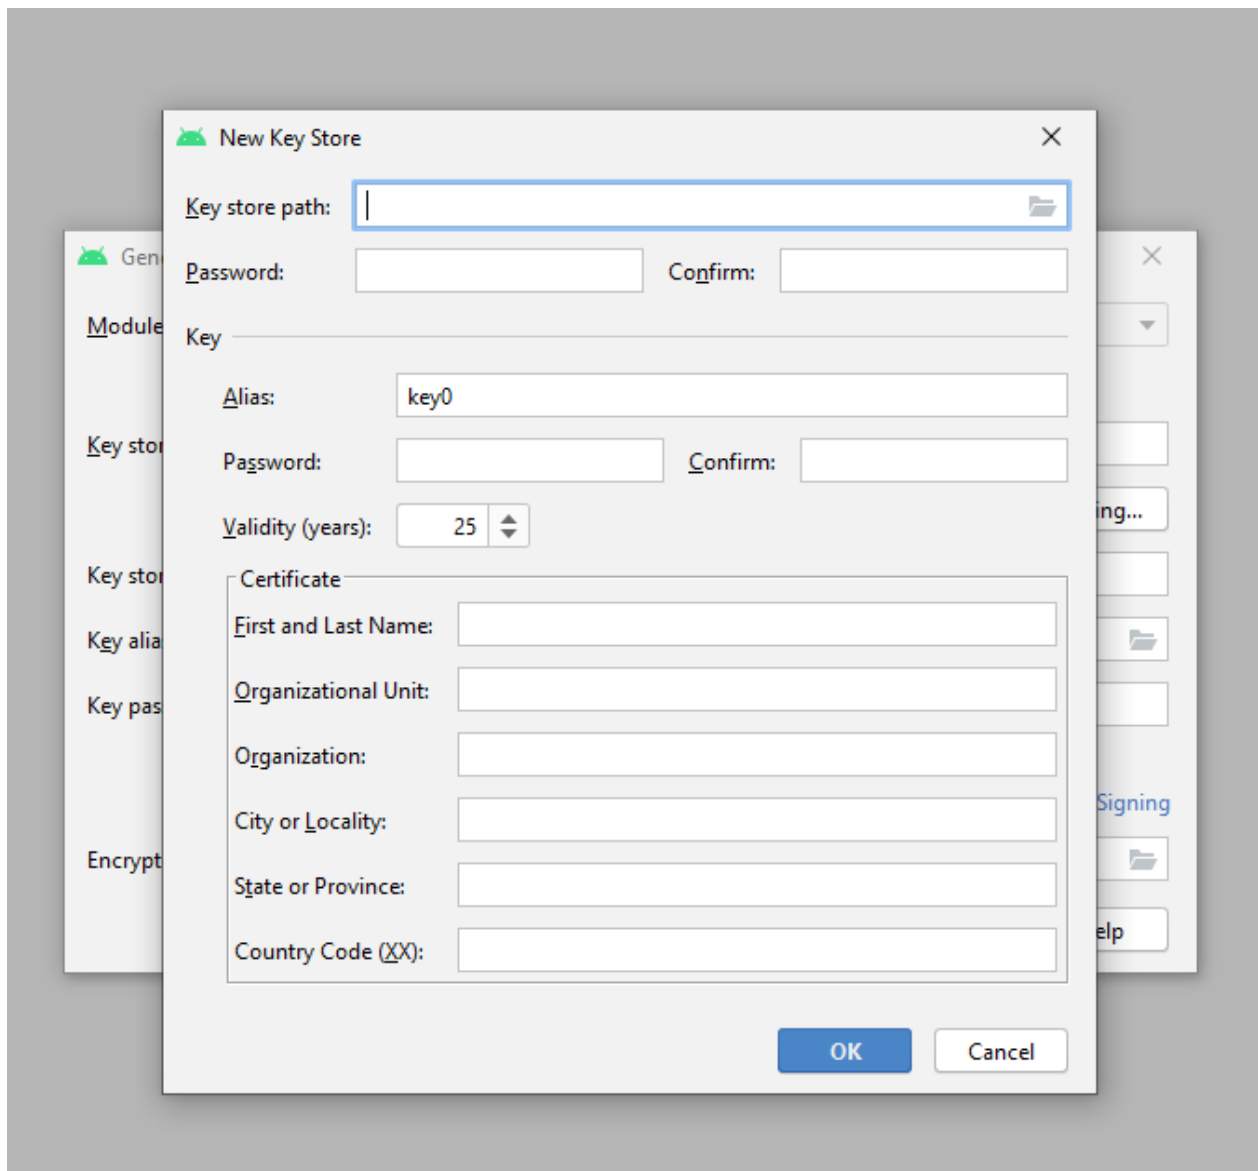 New Key Store
Key store path:
Gene
Password: Confirm:
Module
Key
Alias: key0
Key stor
Password: Confirm:
Validity (years): 25
ing...
Key stor
Certificate
First and Last Name:
Key alia
Organizational Unit:
Key pas
Organization:
Signing
City or Locality:
Encrypt
State or Province:
elp
Country Code (XX):
OK Cancel